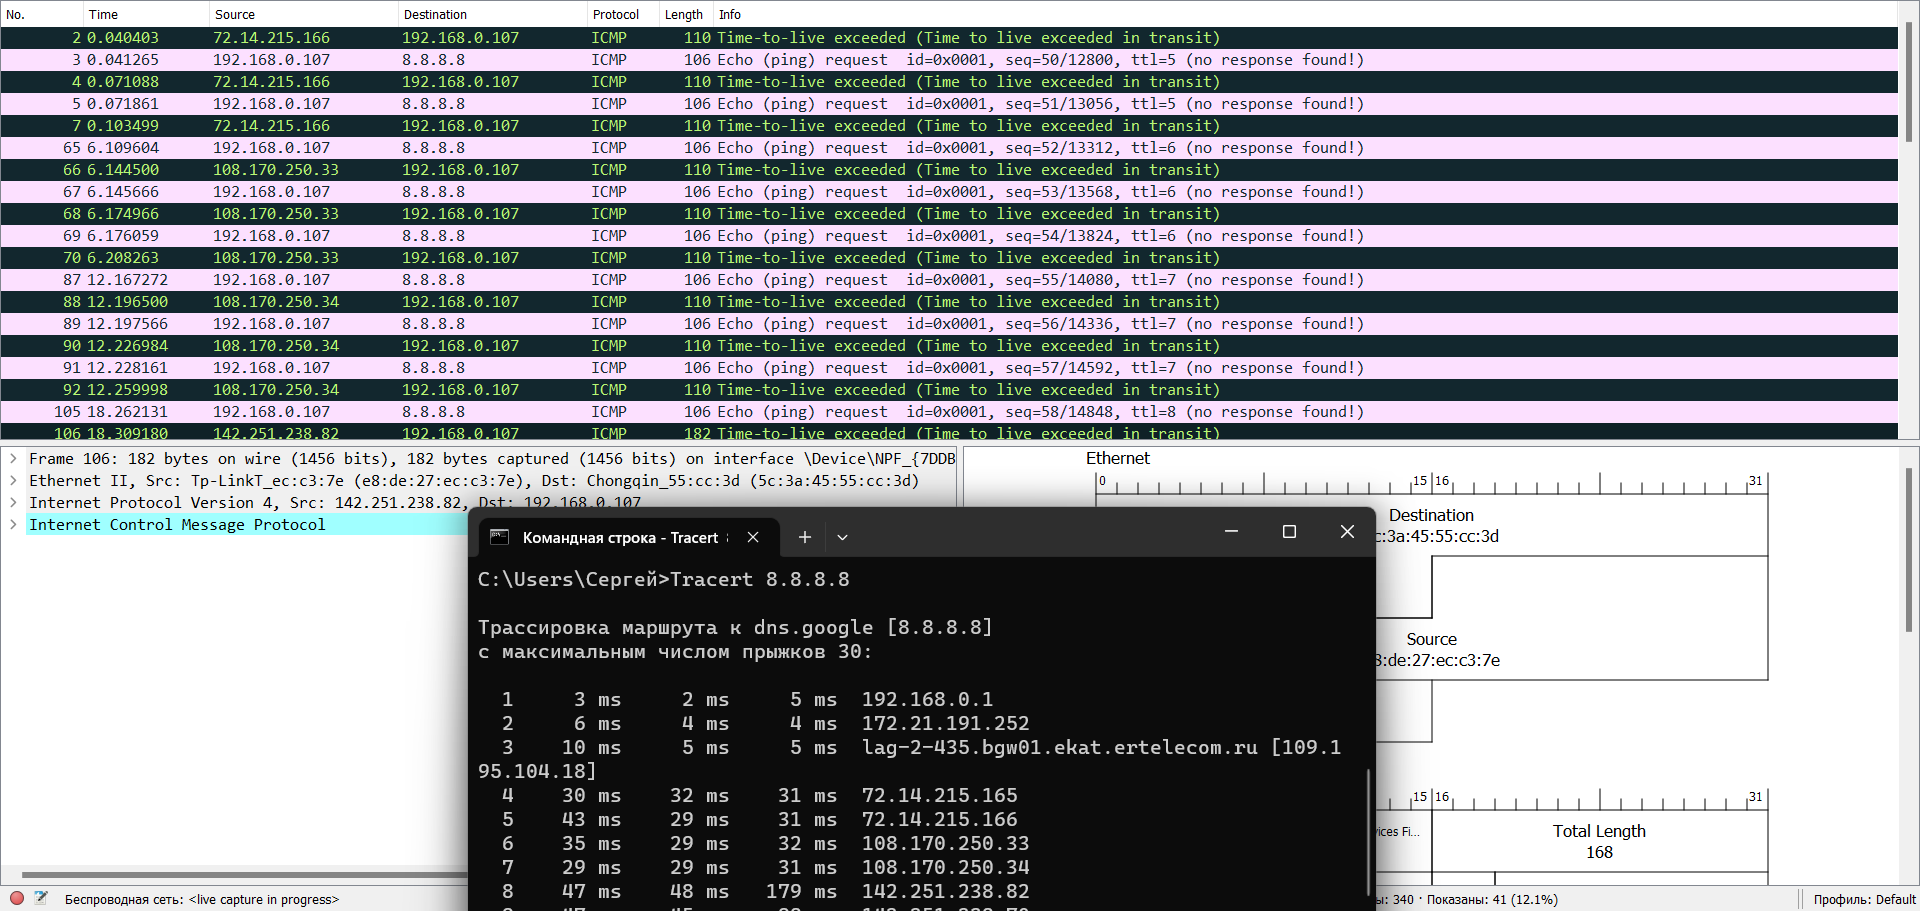 No. Time Source Destination Protocol Length Info
2 0.040403 72.14.215.166 192.168.0.107 ICMP 110 Time-to-live exceeded (Time to live exceeded in transit)
3 0.041265 192.168.0.107 8.8.8.8 ICMP 106 Echo (ping) request id=0x0001, seq=50/12800, ttl=5 (no response found!)
4 0.071088 72.14.215.166 192.168.0.107 ICMP 110 Time-to-live exceeded (Time to live exceeded in transit)
5 0.071861 192.168.0.107 8.8.8.8 ICMP 106 Echo (ping) request id=0x0001, seq=51/13056, ttl=5 (no response found!)
7 0.103499 72.14.215.166 192.168.0.107 ICMP 110 Time-to-live exceeded (Time to live exceeded in transit)
65 6.109604 192.168.0.107 8.8.8.8 ICMP 106 Echo (ping) request id=0x0001, seq=52/13312, ttl=6 (no response found!)
66 6.144500 108.170.250.33 192.168.0.107 ICMP 110 Time-to-live exceeded (Time to live exceeded in transit)
67 6.145666 192.168.0.107 8.8.8.8 ICMP 106 Echo (ping) request id=0x0001, seq=53/13568, ttl=6 (no response found!)
68 6.174966 108.170.250.33 192.168.0.107 ICMP 110 Time-to-live exceeded (Time to live exceeded in transit)
69 6.176059 192.168.0.107 8.8.8.8 ICMP 106 Echo (ping) request id=0x0001, seq=54/13824, ttl=6 (no response found!)
70 6.208263 108.170.250.33 192.168.0.107 ICMP 110 Time-to-live exceeded (Time to live exceeded in transit)
87 12.167272 192.168.0.107 8.8.8.8 ICMP 106 Echo (ping) request id=0x0001, seq=55/14080, ttl=7 (no response found!)
88 12.196500 108.170.250.34 192.168.0.107 ICMP 110 Time-to-live exceeded (Time to live exceeded in transit)
89 12.197566 192.168.0.107 8.8.8.8 ICMP 106 Echo (ping) request id=0x0001, seq=56/14336, ttl=7 (no response found!)
90 12.226984 108.170.250.34 192.168.0.107 ICMP 110 Time-to-live exceeded (Time to live exceeded in transit)
91 12.228161 192.168.0.107 8.8.8.8 ICMP 106 Echo (ping) request id=0x0001, seq=57/14592, ttl=7 (no response found!)
92 12.259998 108.170.250.34 192.168.0.107 ICMP 110 Time-to-live exceeded (Time to live exceeded in transit)
105 18.262131 192.168.0.107 8.8.8.8 ICMP 106 Echo (ping) request id=0x0001, seq=58/14848, ttl=8 (no response found!)
106 18.309180 142.251.238.82 192.168.0.107 ICMP 182 Time-to-live exceeded (Time to live exceeded in transit)
Frame 106: 182 bytes on wire (1456 bits), 182 bytes captured (1456 bits) on interface \Device\NPF_{7DDB
Ethernet II, Src: Tp-LinkT_ec:c3:7e (e8:de:27:ec:c3:7e), Dst: Chongqin_55:cc:3d (5c:3a:45:55:cc:3d)
Internet Protocol Version 4, Src: 142.251.238.82, Dst: 192.168.0.107
Internet Control Message Protocol
Ethernet
0 15 16 31
Destination
c:3a:45:55:cc:3d
Source
8:de:27:ec:c3:7e
15 16 31
vices Fi... Total Length
168
Командная строка - Tracert 8
C:\Users\Сергей>Tracert 8.8.8.8
Трассировка маршрута к dns.google [8.8.8.8]
с максимальным числом прыжков 30:
1 3 ms 2 ms 5 ms 192.168.0.1
2 6 ms 4 ms 4 ms 172.21.191.252
3 10 ms 5 ms 5 ms lag-2-435.bgw01.ekat.ertelecom.ru [109.1
95.104.18]
4 30 ms 32 ms 31 ms 72.14.215.165
5 43 ms 29 ms 31 ms 72.14.215.166
6 35 ms 29 ms 32 ms 108.170.250.33
7 29 ms 29 ms 31 ms 108.170.250.34
8 47 ms 48 ms 179 ms 142.251.238.82
Беспроводная сеть: <live capture in progress>
ы: 340 · Показаны: 41 (12.1%)
Профиль: Default